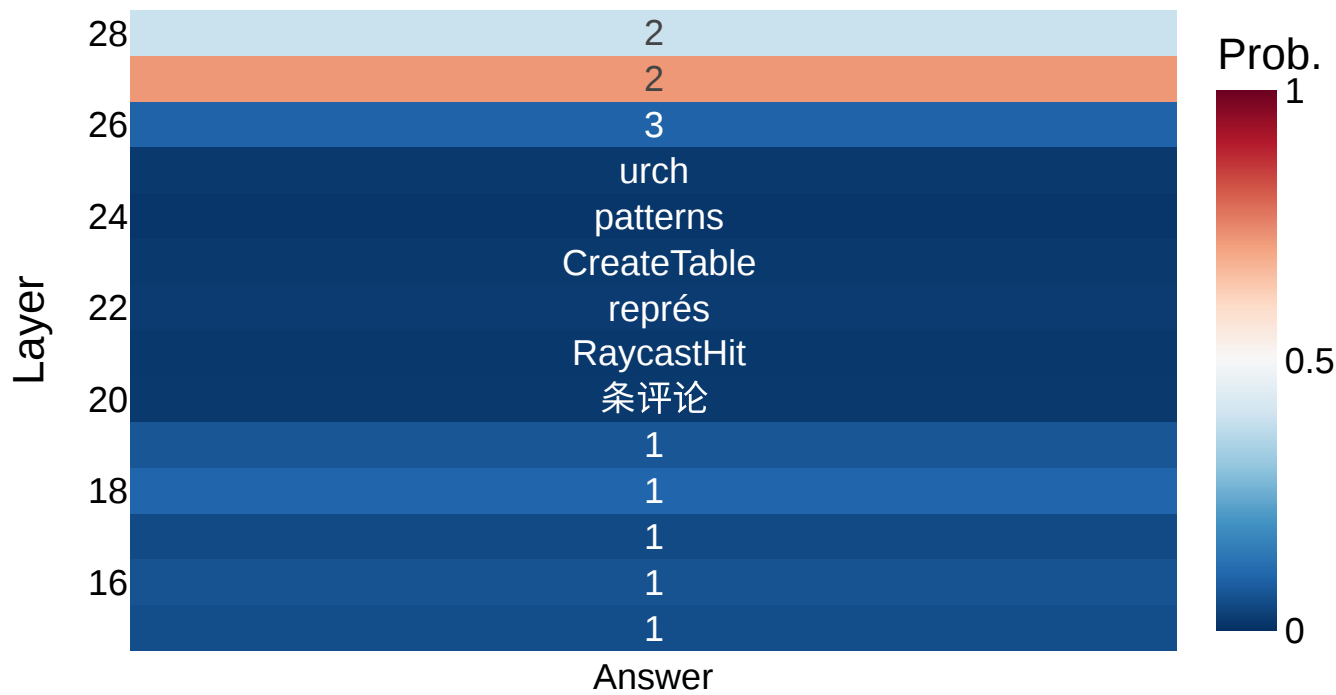 28
2
Prob.
2
1
26
3
urch
24
patterns
CreateTable
Layer
22
représ
RaycastHit
0.5
20
条评论
1
18
1
1
16
1
0
1
Answer